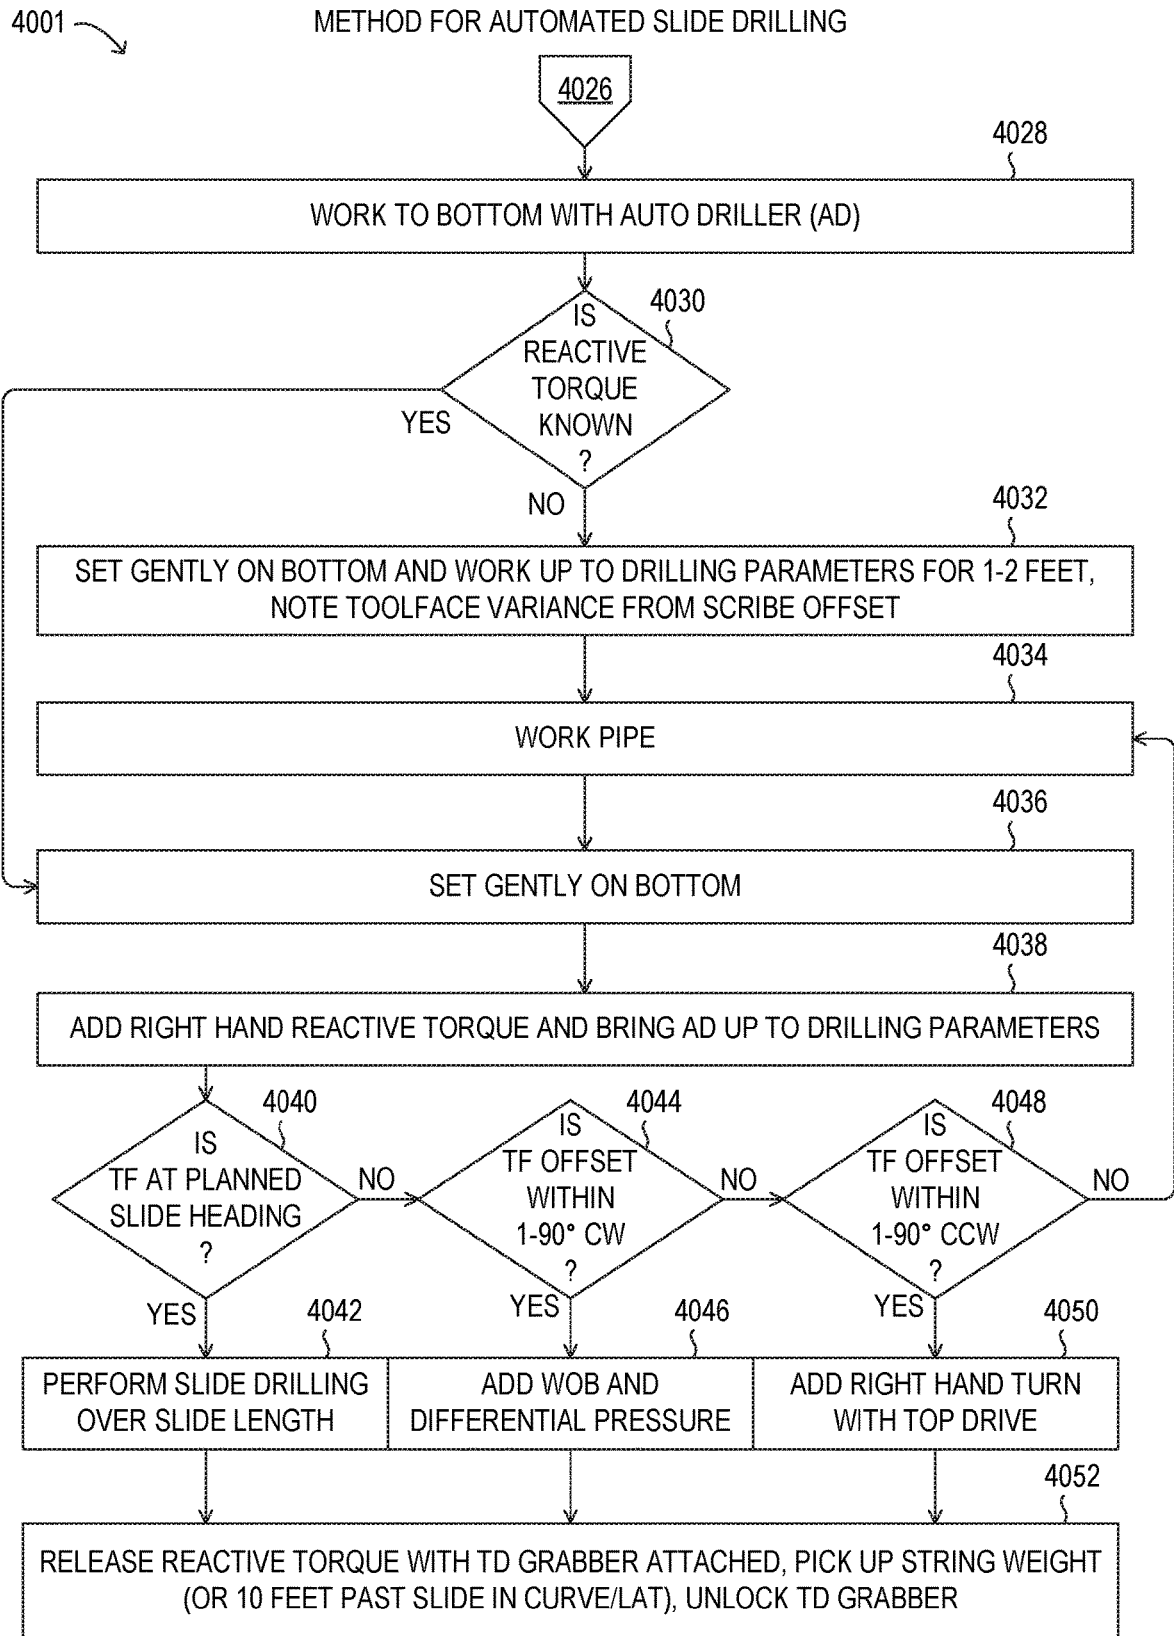 4001
METHOD FOR AUTOMATED SLIDE DRILLING
4026
4028
WORK TO BOTTOM WITH AUTO DRILLER (AD)
4030
IS
REACTIVE
TORQUE
KNOWN
?
YES
NO
4032
SET GENTLY ON BOTTOM AND WORK UP TO DRILLING PARAMETERS FOR 1-2 FEET,
NOTE TOOLFACE VARIANCE FROM SCRIBE OFFSET
4034
WORK PIPE
4036
SET GENTLY ON BOTTOM
4038
ADD RIGHT HAND REACTIVE TORQUE AND BRING AD UP TO DRILLING PARAMETERS
4040
IS
TF AT PLANNED
SLIDE HEADING
?
NO
YES
4044
IS
TF OFFSET
WITHIN
1-90° CW
?
NO
YES
4048
IS
TF OFFSET
WITHIN
1-90° CCW
?
NO
YES
4042
PERFORM SLIDE DRILLING
OVER SLIDE LENGTH
4046
ADD WOB AND
DIFFERENTIAL PRESSURE
4050
ADD RIGHT HAND TURN
WITH TOP DRIVE
4052
RELEASE REACTIVE TORQUE WITH TD GRABBER ATTACHED, PICK UP STRING WEIGHT
(OR 10 FEET PAST SLIDE IN CURVE/LAT), UNLOCK TD GRABBER